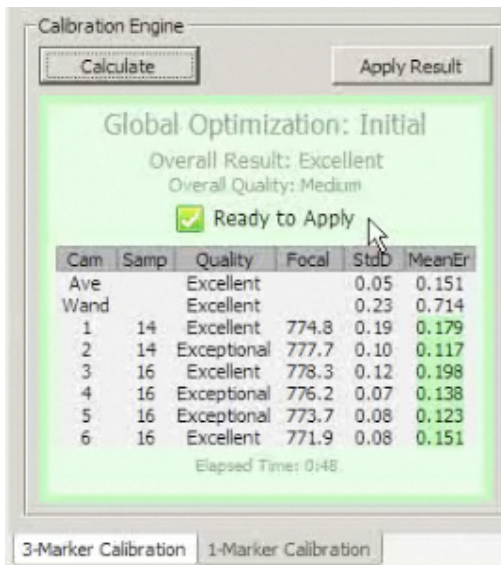 Calibration Engine
Calculate Apply Result
Global Optimization: Initial
Overall Result: Excellent
Overall Quality: Medium
Ready to Apply
Cam Samp Quality Focal StdD MeanEr
Ave Excellent 0.05 0.151
Wand Excellent 0.23 0.714
1 14 Excellent 774.8 0.19 0.179
2 14 Exceptional 777.7 0.10 0.117
3 16 Excellent 778.3 0.12 0.198
4 16 Exceptional 776.2 0.07 0.138
5 16 Exceptional 773.7 0.08 0.123
6 16 Excellent 771.9 0.08 0.151
Elapsed Time: 0:48
3-Marker Calibration 1-Marker Calibration